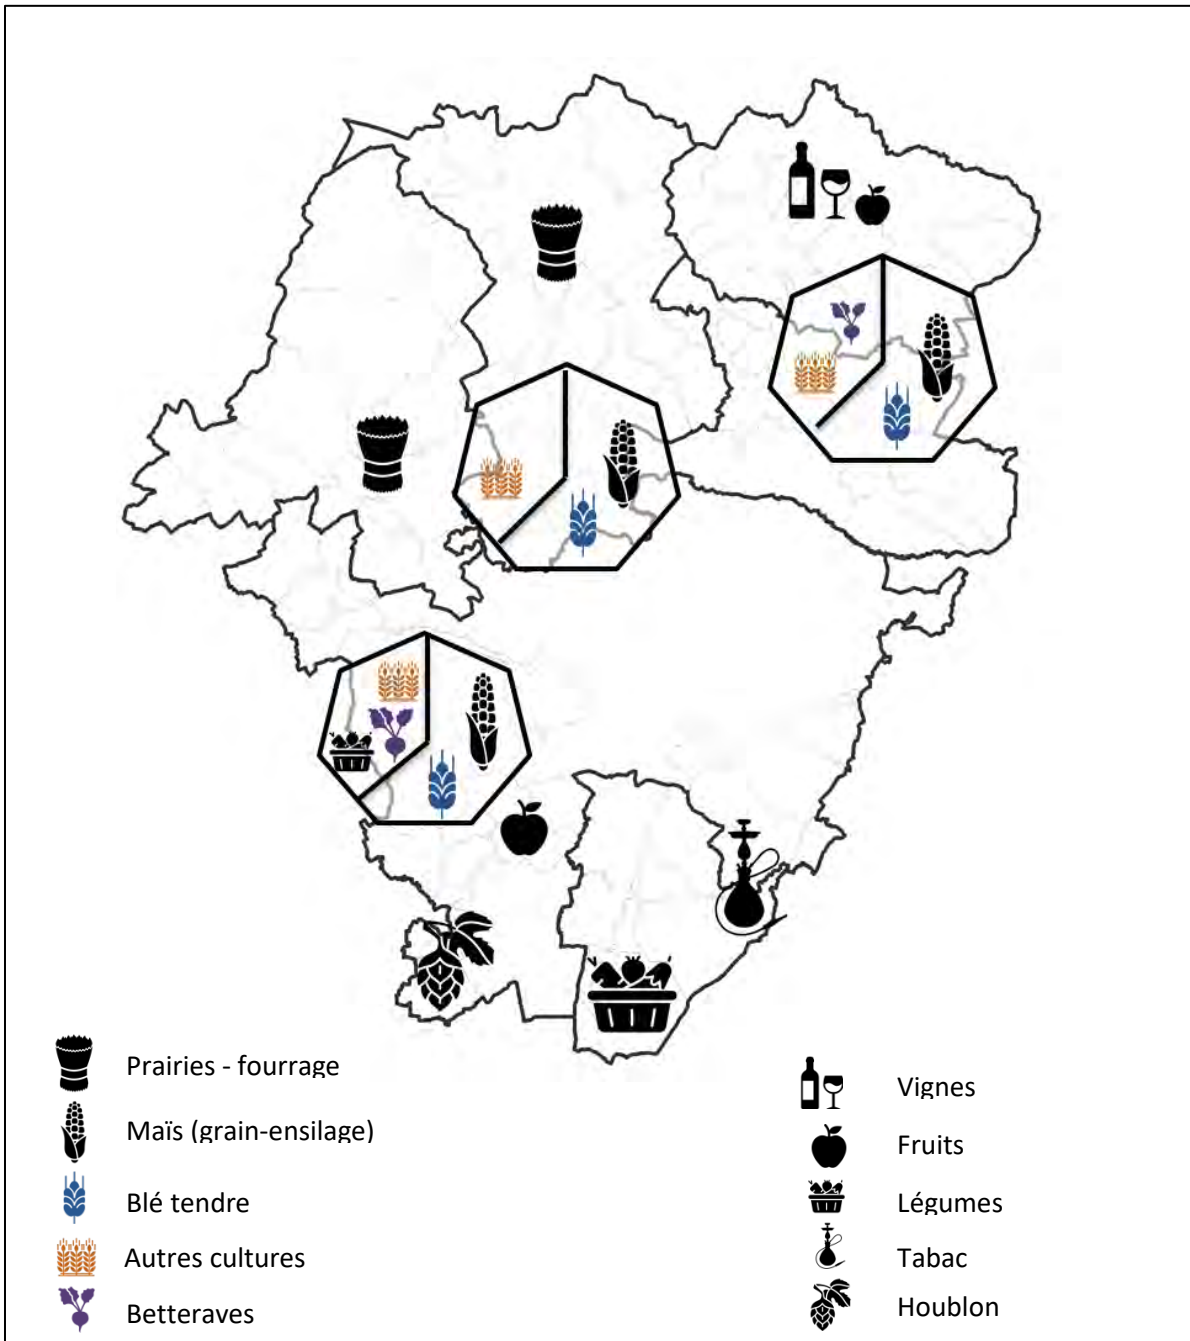 Prairies - fourrage
Maïs (grain-ensilage)
Blé tendre
Autres cultures
Betteraves
Vignes
Fruits
Légumes
Tabac
Houblon